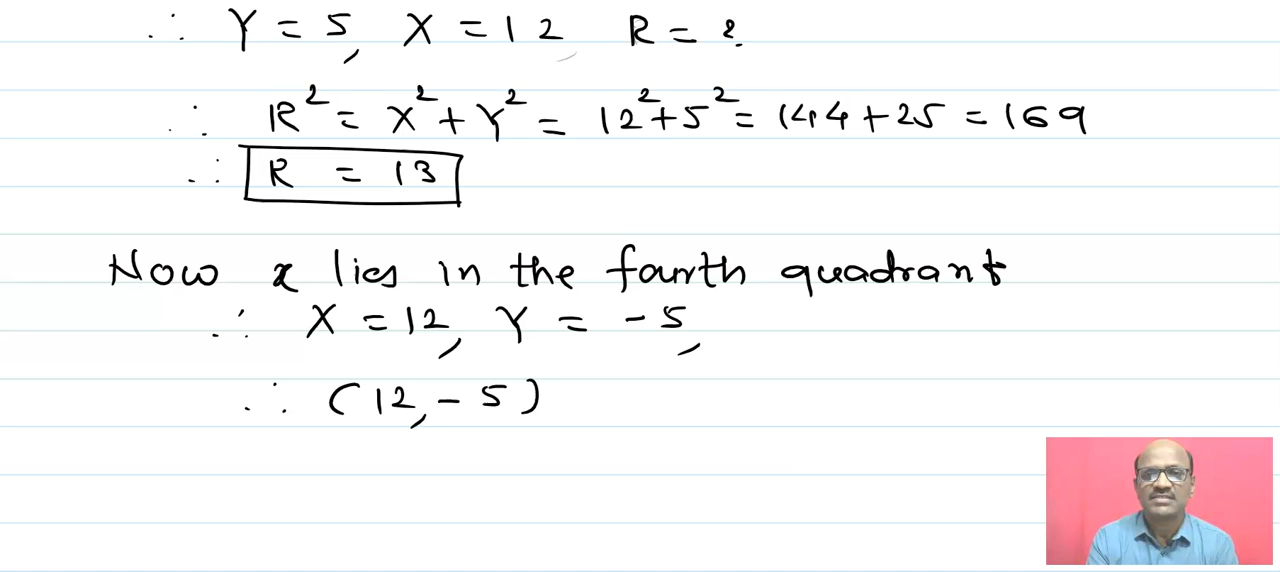 ∴ Y = 5, X = 12 R = ?
∴ R² = X² + Y² = 12² + 5² = 144 + 25 = 169
∴ R = 13
Now x lies in the fourth quadrant
∴ X = 12, Y = -5,
∴ (12, -5)